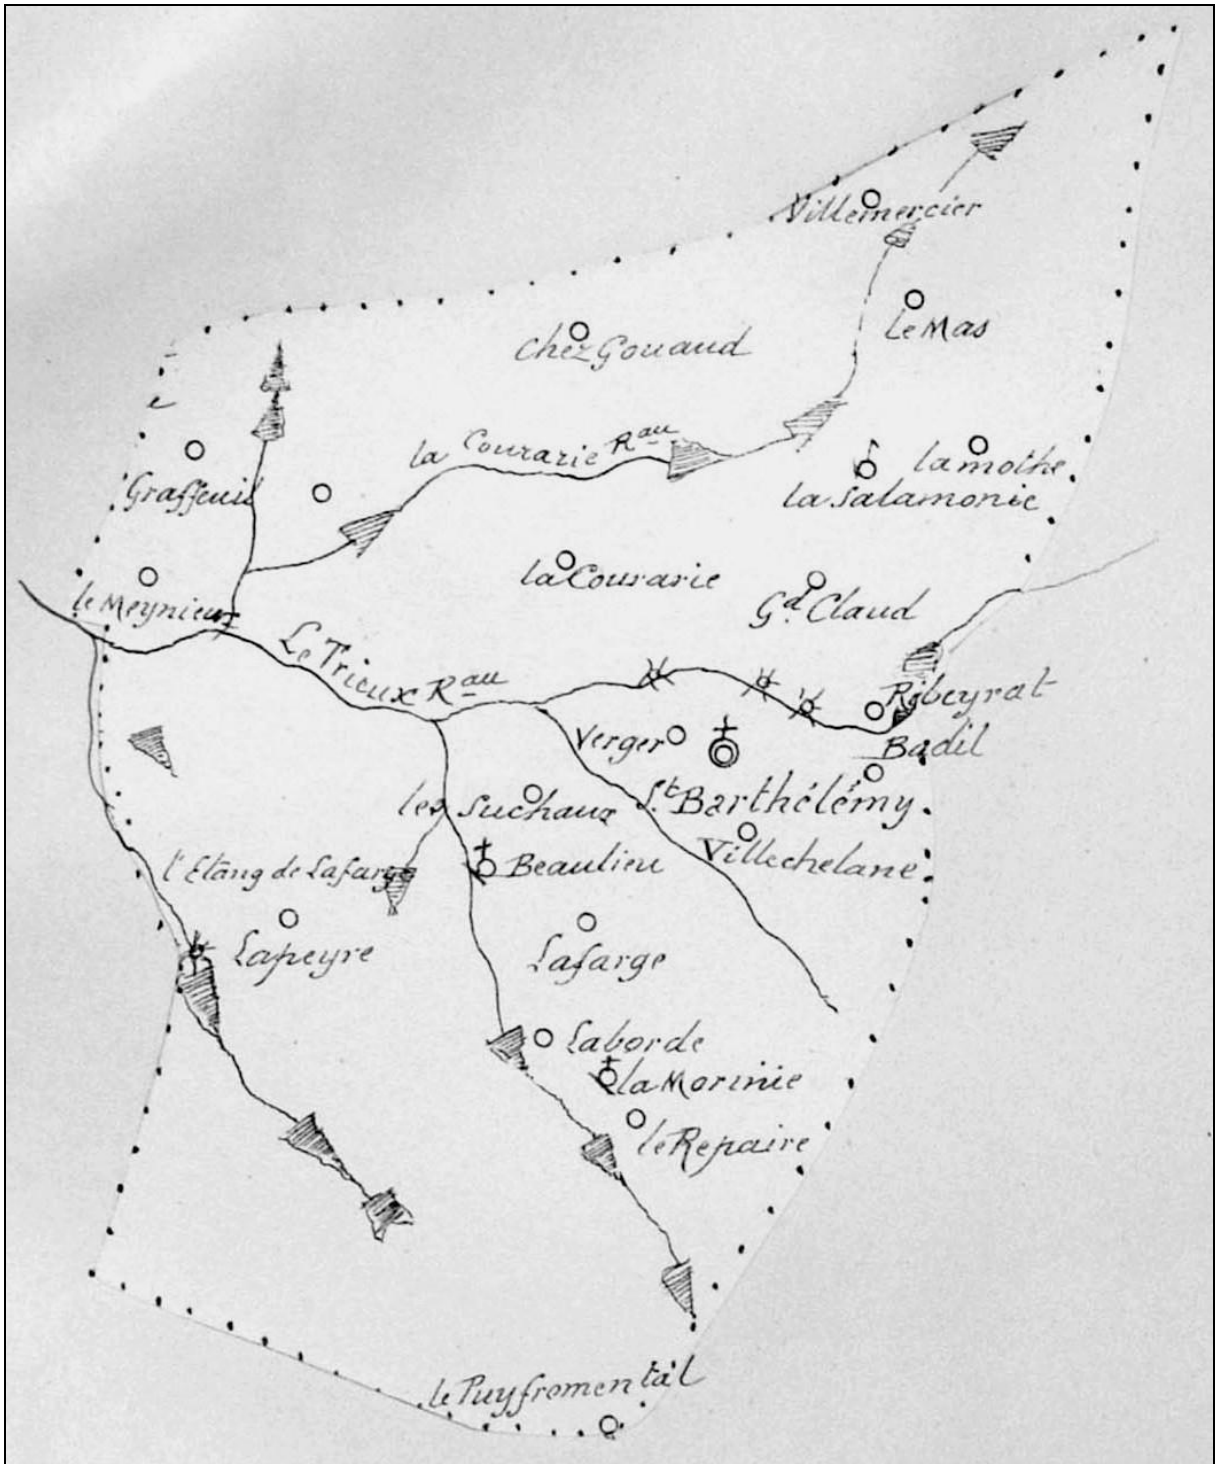 Villemercier
Le Mas
Chez Gouaud
la Courarie Rau
lamothe
la Salamonie
Graffeuil
la Courarie
Gd. Claud
le Meynieux
Le Trieux Rau
Ribeyrat
Badil
Verger
St. Barthélémy
les Suchaux
Villechelane
Beaulieu
l'Etang de Lafarge
Lapeyre
Lafarge
Laborde
la Morinie
le Repaire
le Puyfromental